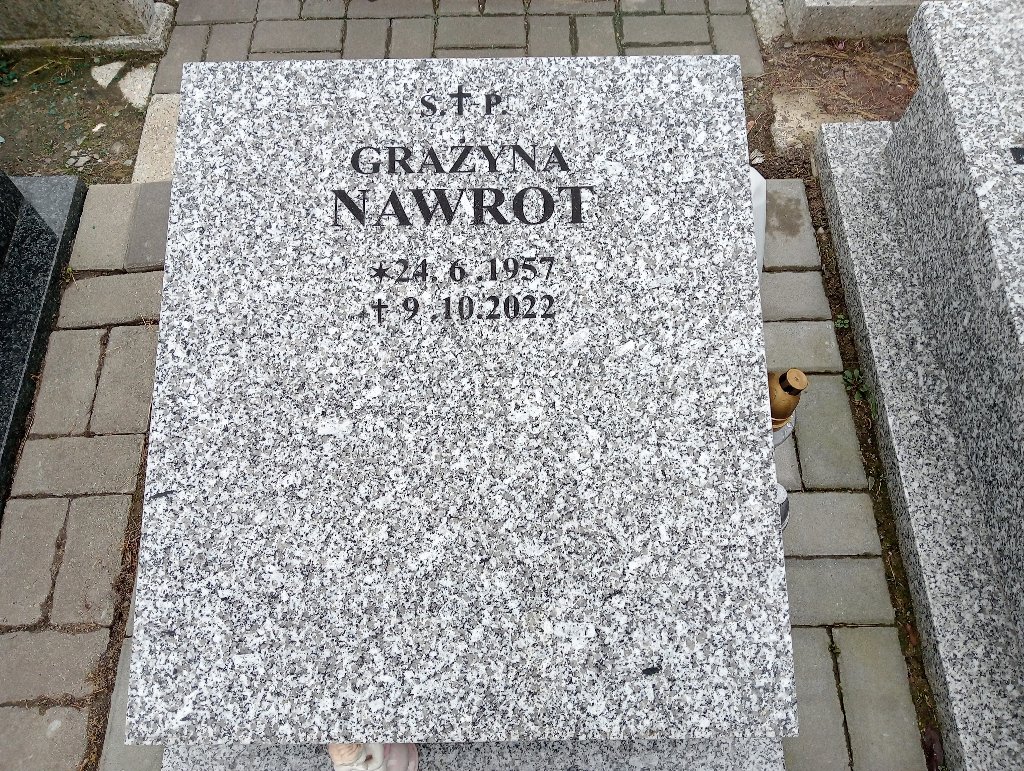 Ś.✝P.
GRAŻYNA
NAWROT
✶24. 6 .1957
✝ 9 .10.2022